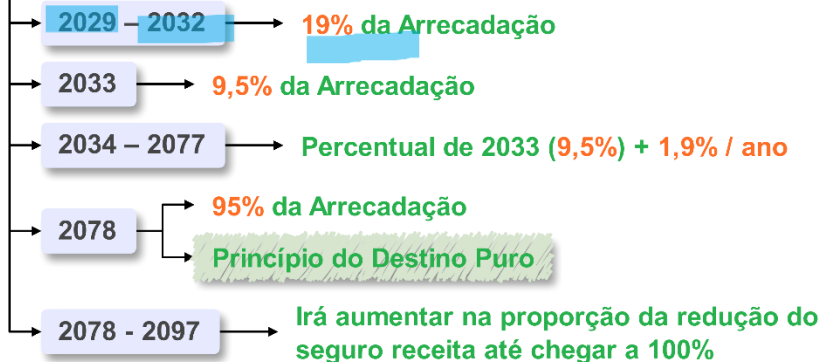 2029 – 2032
19% da Arrecadação
2033
9,5% da Arrecadação
2034 – 2077
Percentual de 2033 (9,5%) + 1,9% / ano
2078
95% da Arrecadação
Princípio do Destino Puro
2078 - 2097
Irá aumentar na proporção da redução do
seguro receita até chegar a 100%